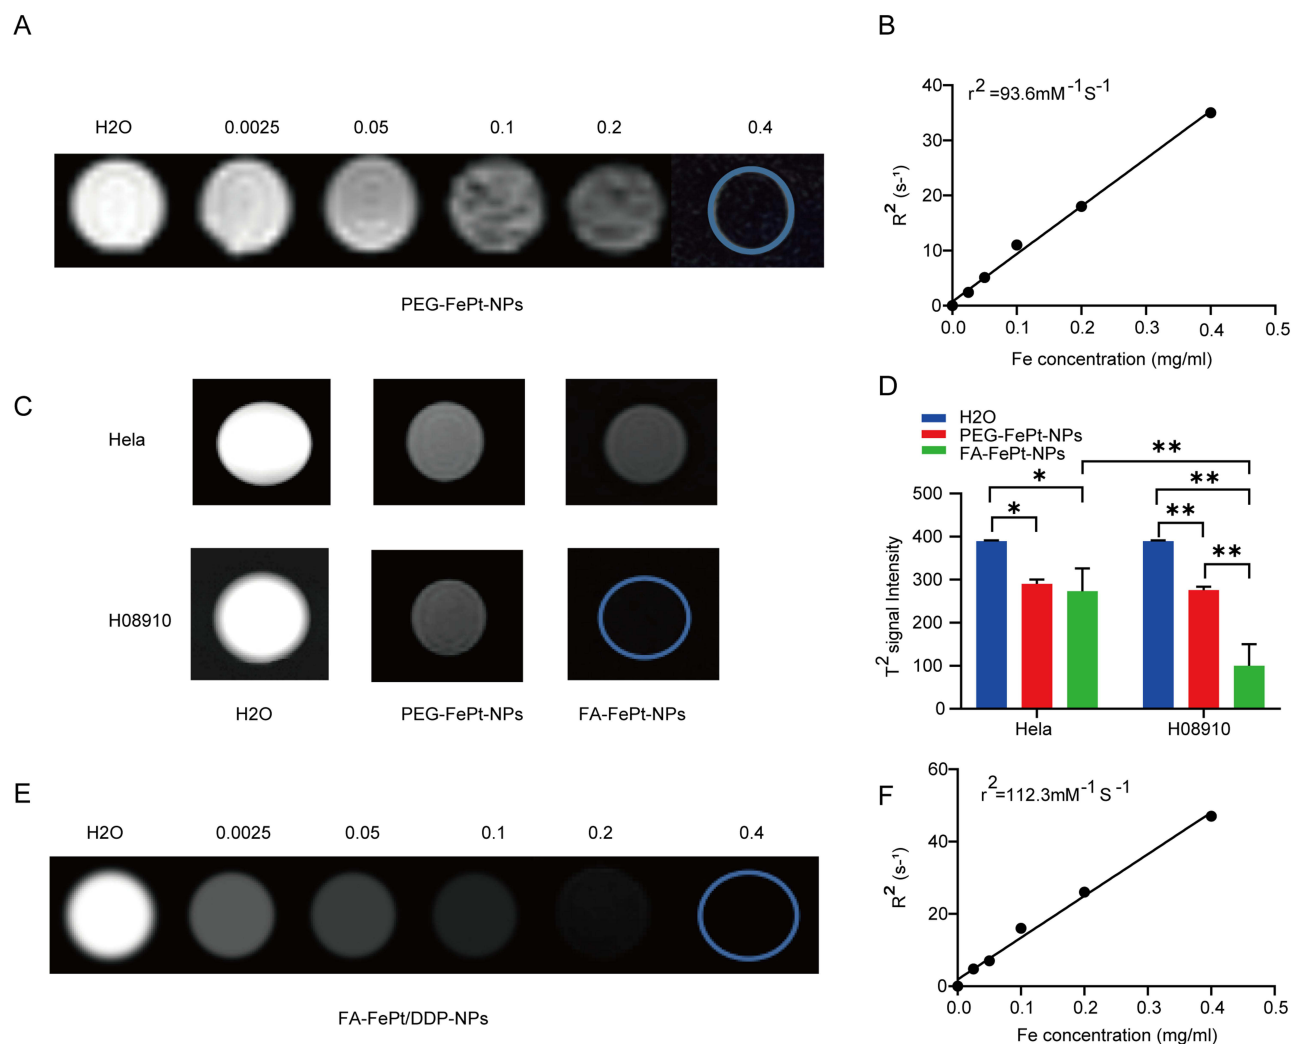 A
H2O 0.0025 0.05 0.1 0.2 0.4
PEG-FePt-NPs
B
r2 =93.6mM-1S-1
40
30
20
10
0
R2 (s-1)
0.0 0.1 0.2 0.3 0.4 0.5
Fe concentration (mg/ml)
C
Hela
H08910
H2O PEG-FePt-NPs FA-FePt-NPs
D
H2O
PEG-FePt-NPs
FA-FePt-NPs
**
* **
* **
**
500
400
300
200
100
0
T2 signal Intensity
Hela H08910
E
H2O 0.0025 0.05 0.1 0.2 0.4
FA-FePt/DDP-NPs
F
r2=112.3mM-1 S-1
60
40
20
0
R2 (s-1)
0.0 0.1 0.2 0.3 0.4 0.5
Fe concentration (mg/ml)